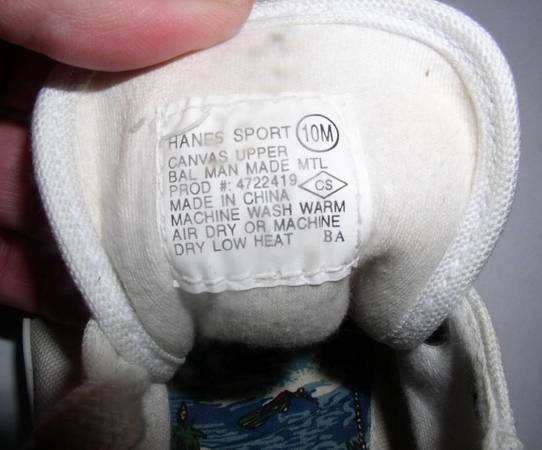 HANES SPORT 10M
CANVAS UPPER
BAL MAN MADE MTL
PROD #: 4722419 CS
MADE IN CHINA
MACHINE WASH WARM
AIR DRY OR MACHINE
DRY LOW HEAT BA